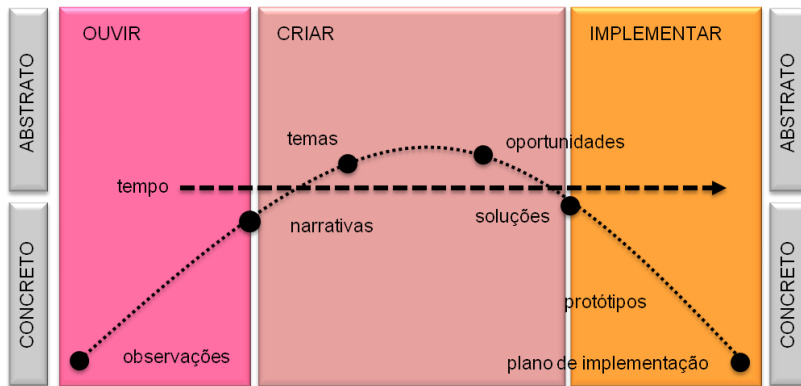 OUVIR
CRIAR
IMPLEMENTAR
ABSTRATO
ABSTRATO
temas
oportunidades
tempo
narrativas
soluções
CONCRETO
CONCRETO
protótipos
observações
plano de implementação